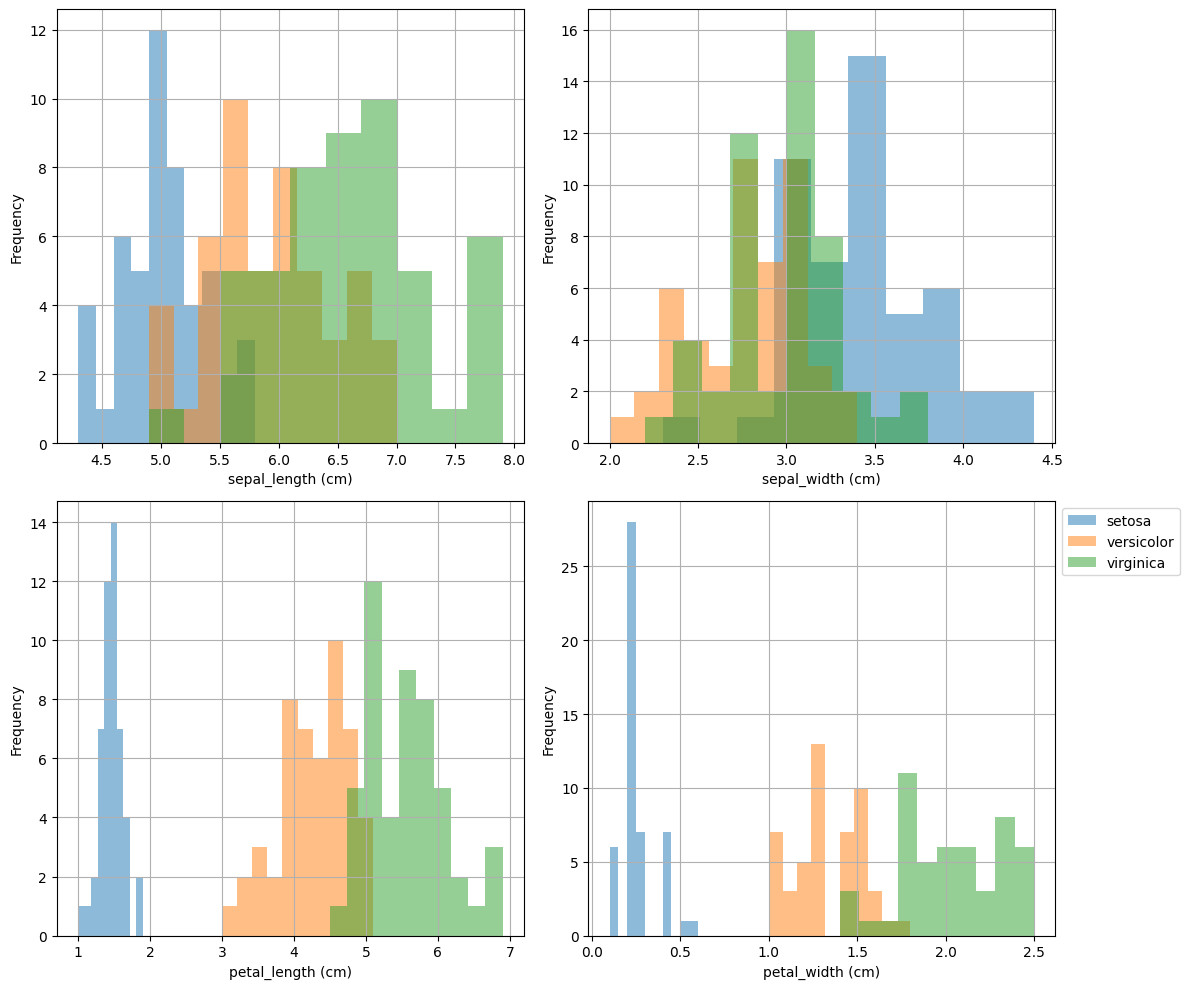 12
10
8
6
4
2
0
Frequency
4.5 5.0 5.5 6.0 6.5 7.0 7.5 8.0
sepal_length (cm)
16
14
12
10
8
6
4
2
0
Frequency
2.0 2.5 3.0 3.5 4.0 4.5
sepal_width (cm)
14
12
10
8
6
4
2
0
Frequency
1 2 3 4 5 6 7
petal_length (cm)
25
20
15
10
5
0
Frequency
0.0 0.5 1.0 1.5 2.0 2.5
petal_width (cm)
setosa
versicolor
virginica